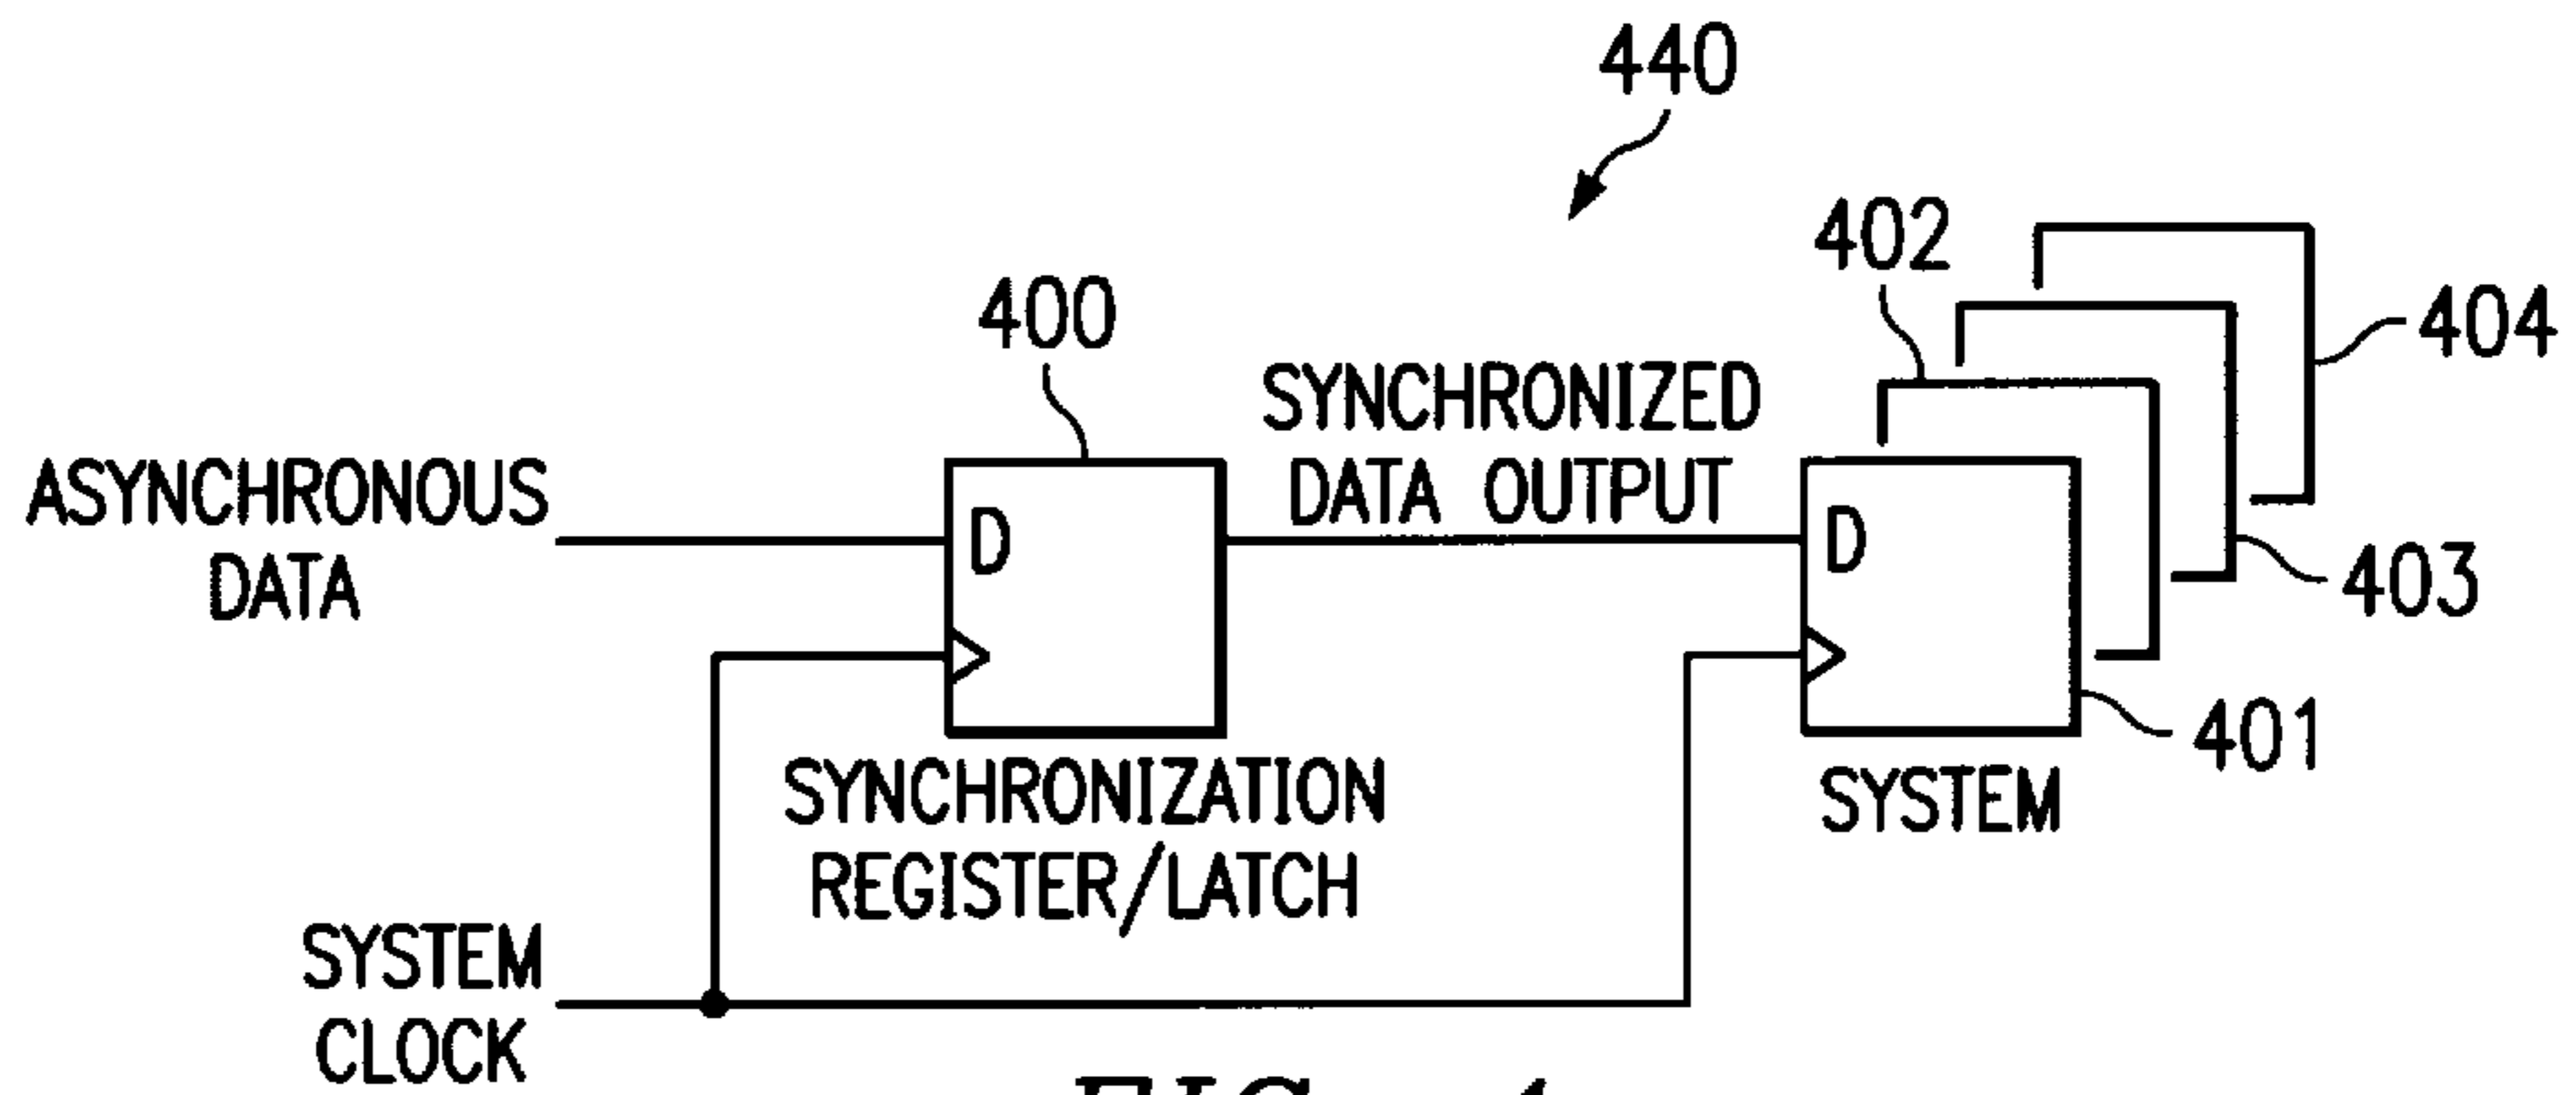 440
402
404
400
SYNCHRONIZED
DATA OUTPUT
ASYNCHRONOUS
DATA
D
D
403
401
SYNCHRONIZATION
REGISTER/LATCH
SYSTEM
SYSTEM
CLOCK